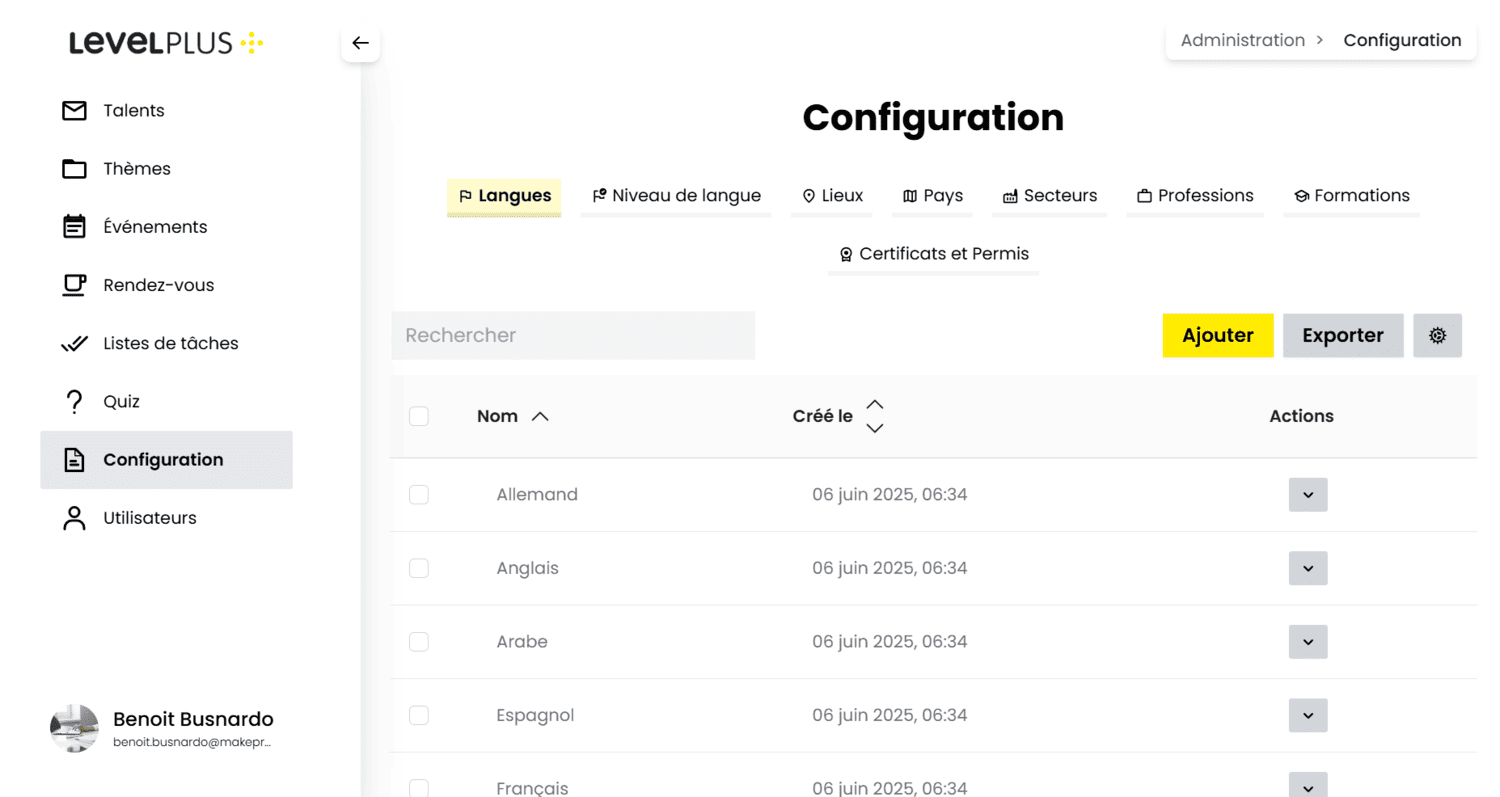 LEVELPLUS
Administration > Configuration
Talents
Thèmes
Événements
Rendez-vous
Listes de tâches
Quiz
Configuration
Utilisateurs
Benoit Busnardo
benoit.busnardo@makepr...
Configuration
Langues Niveau de langue Lieux Pays Secteurs Professions Formations
Certificats et Permis
Rechercher Ajouter Exporter
Nom Créé le Actions
Allemand 06 juin 2025, 06:34
Anglais 06 juin 2025, 06:34
Arabe 06 juin 2025, 06:34
Espagnol 06 juin 2025, 06:34
Français 06 juin 2025, 06:34